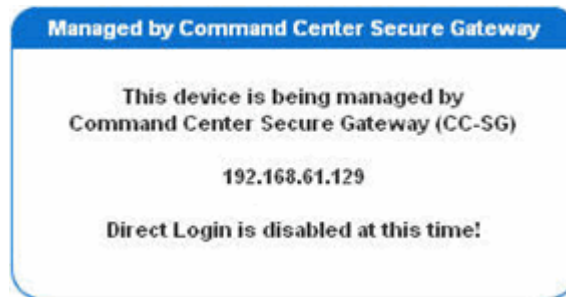 Managed by Command Center Secure Gateway
This device is being managed by
Command Center Secure Gateway (CC-SG)
192.168.61.129
Direct Login is disabled at this time!